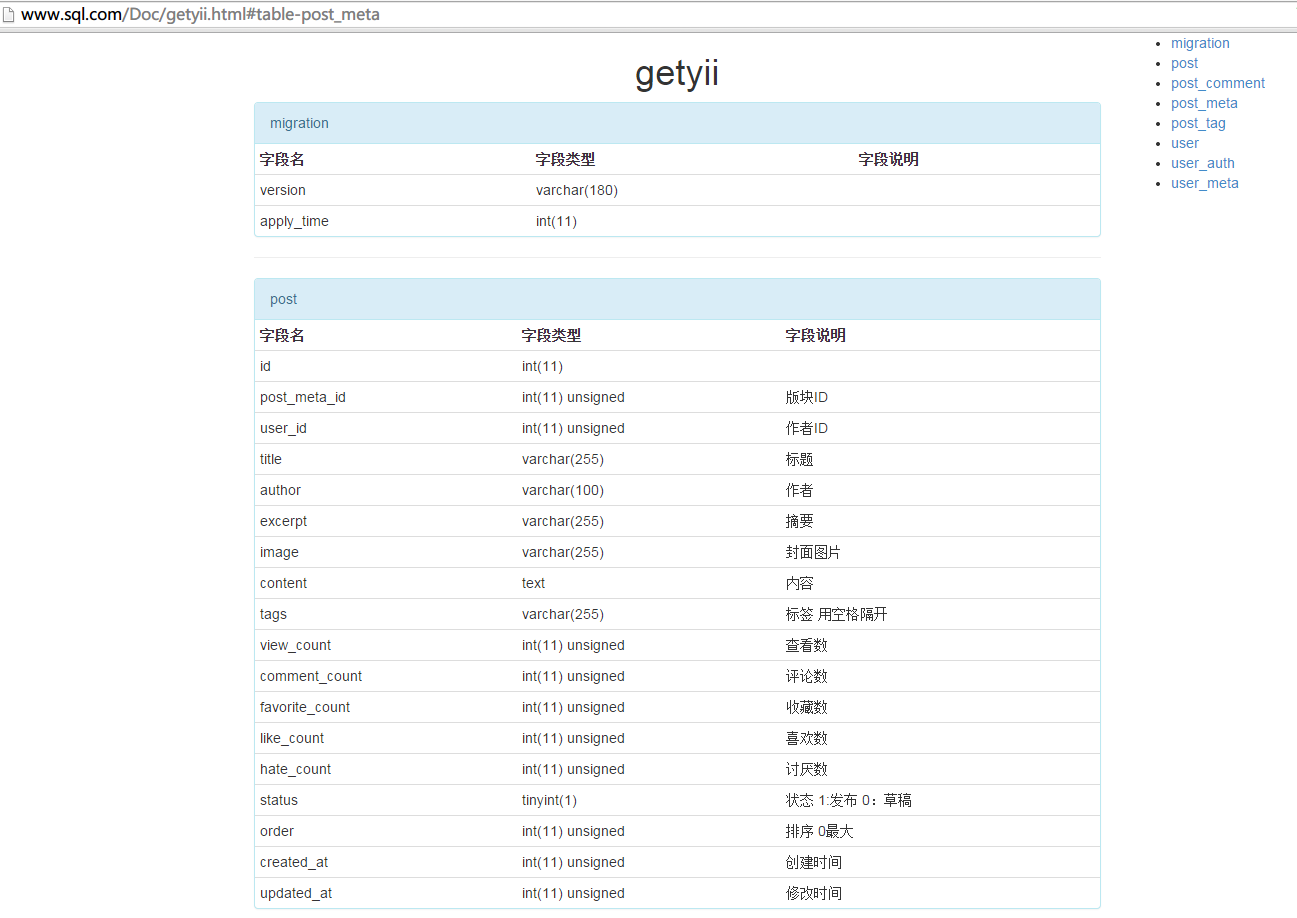 www.sql.com/Doc/getyii.html#table-post_meta
getyii
migration
字段名 字段类型 字段说明
version varchar(180)
apply_time int(11)
post
字段名 字段类型 字段说明
id int(11)
post_meta_id int(11) unsigned 版块ID
user_id int(11) unsigned 作者ID
title varchar(255) 标题
author varchar(100) 作者
excerpt varchar(255) 摘要
image varchar(255) 封面图片
content text 内容
tags varchar(255) 标签 用空格隔开
view_count int(11) unsigned 查看数
comment_count int(11) unsigned 评论数
favorite_count int(11) unsigned 收藏数
like_count int(11) unsigned 喜欢数
hate_count int(11) unsigned 讨厌数
status tinyint(1) 状态 1:发布 0：草稿
order int(11) unsigned 排序 0最大
created_at int(11) unsigned 创建时间
updated_at int(11) unsigned 修改时间
migration
post
post_comment
post_meta
post_tag
user
user_auth
user_meta